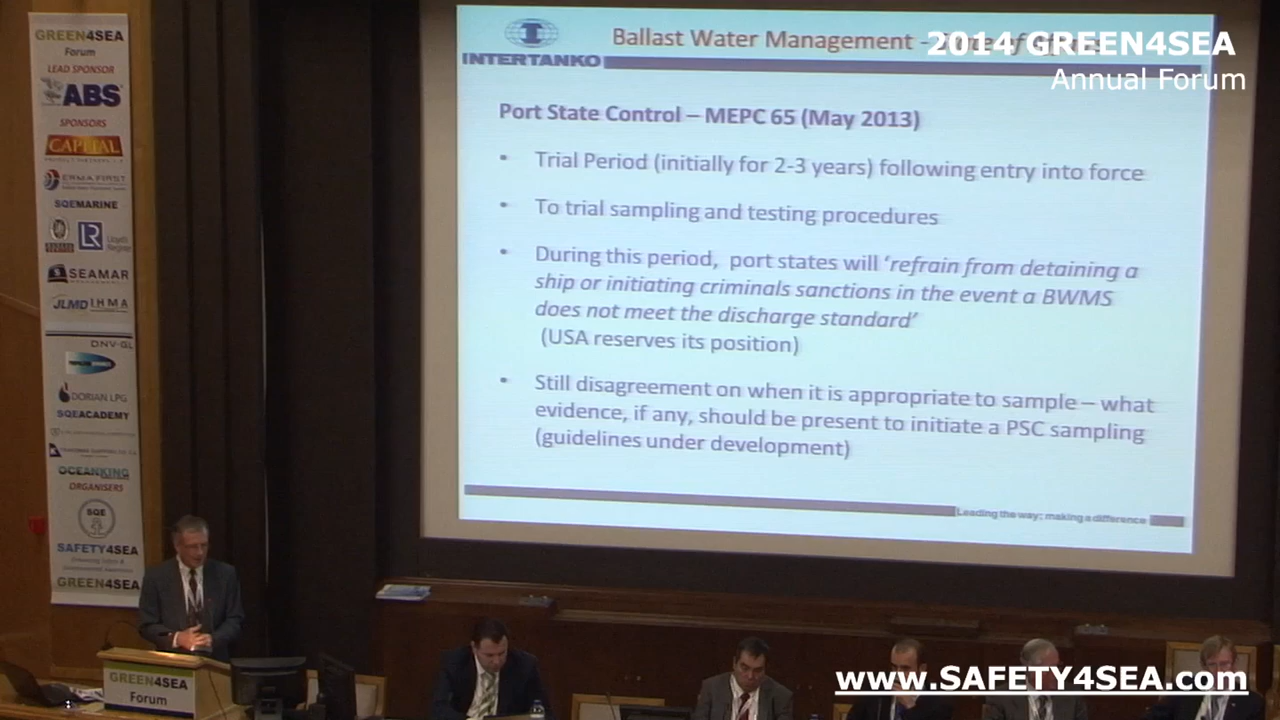 GREEN4SEA
Forum
LEAD SPONSOR
ABS
SPONSORS
CAPITAL
ERMA FIRST
SQEMARINE
LR
Lloyd's
Register
SEAMAR
JLMD
IHMA
DNV·GL
DORIAN LPG
SQEACADEMY
OCEANKING
ORGANISERS
SQE
SAFETY4SEA
GREEN4SEA
GREEN4SEA
Forum
INTERTANKO
Ballast Water Management -
2014 GREEN4SEA
Annual Forum
Port State Control – MEPC 65 (May 2013)
• Trial Period (initially for 2-3 years) following entry into force
• To trial sampling and testing procedures
• During this period, port states will ‘refrain from detaining a
ship or initiating criminals sanctions in the event a BWMS
does not meet the discharge standard’
(USA reserves its position)
• Still disagreement on when it is appropriate to sample – what
evidence, if any, should be present to initiate a PSC sampling
(guidelines under development)
Leading the way; making a difference
www.SAFETY4SEA.com